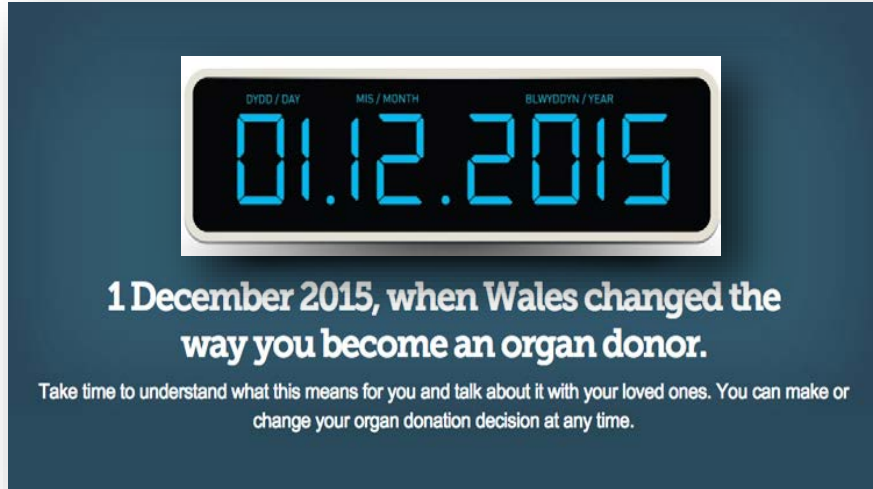 DYDD / DAY MIS / MONTH BLWYDDYN / YEAR
01.12.2015
1 December 2015, when Wales changed the
way you become an organ donor.
Take time to understand what this means for you and talk about it with your loved ones. You can make or
change your organ donation decision at any time.